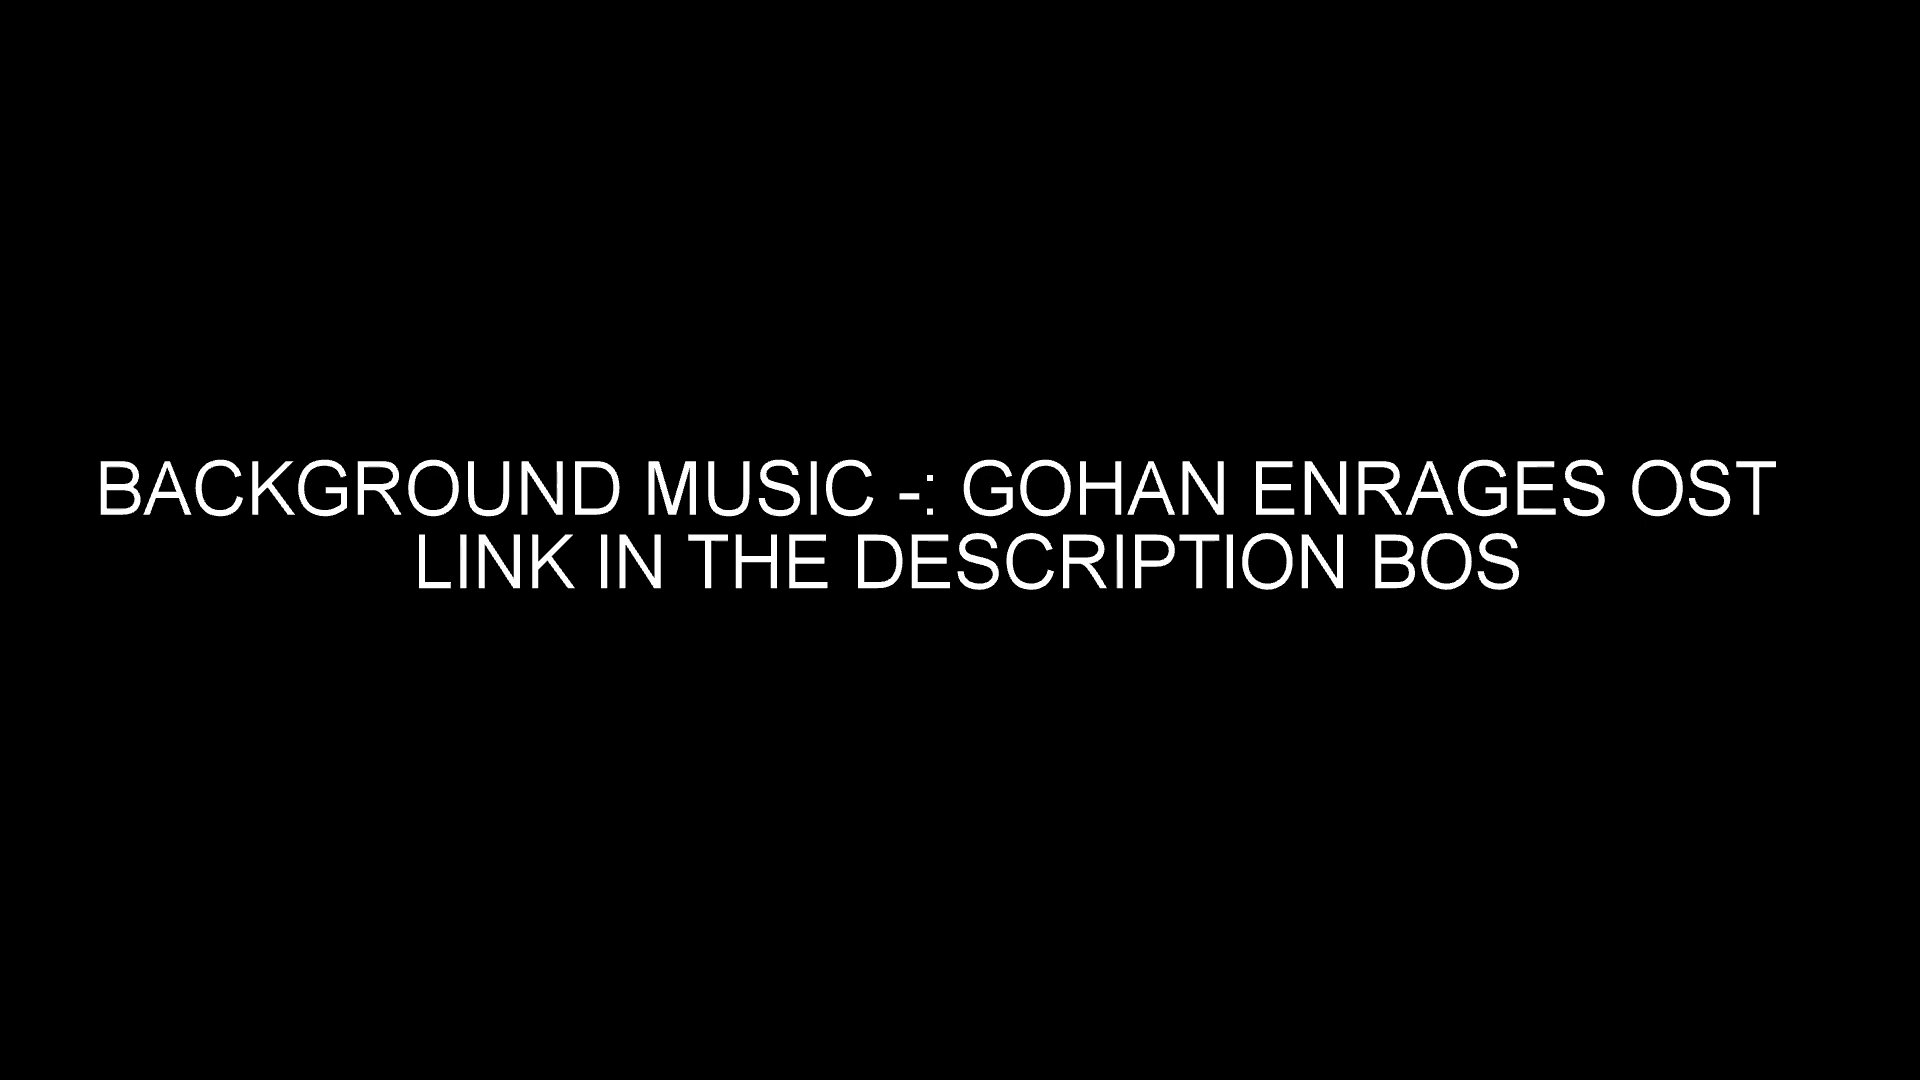 BACKGROUND MUSIC -: GOHAN ENRAGES OST
LINK IN THE DESCRIPTION BOS